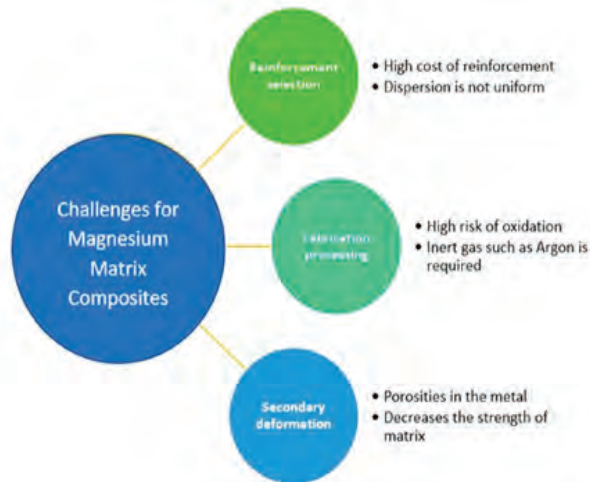 Reinforcement
selection
• High cost of reinforcement
• Dispersion is not uniform
Challenges for
Magnesium
Matrix
Composites
Fabrication
processing
• High risk of oxidation
• Inert gas such as Argon is
required
Secondary
deformation
• Porosities in the metal
• Decreases the strength of
matrix